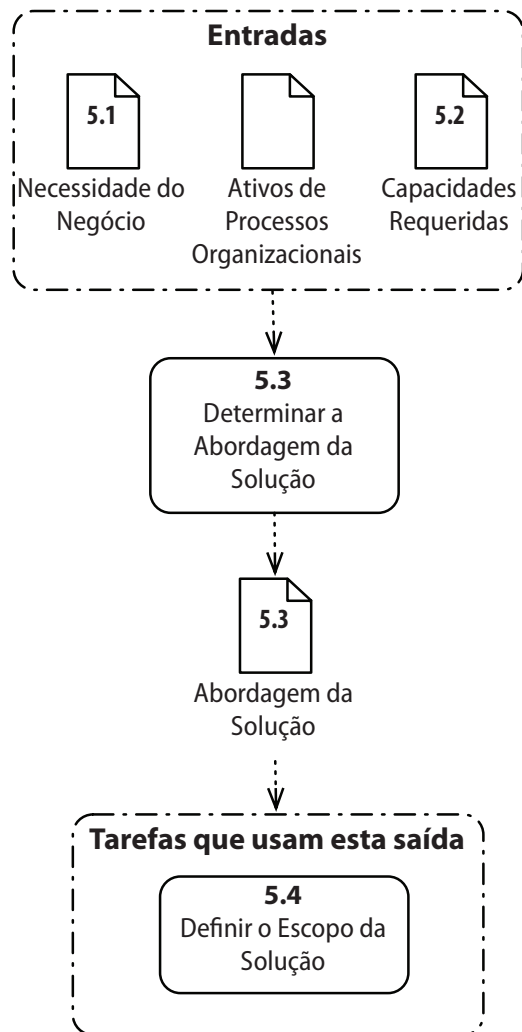 Entradas
5.1
Necessidade do
Negócio
Ativos de
Processos
Organizacionais
5.2
Capacidades
Requeridas
5.3
Determinar a
Abordagem da
Solução
5.3
Abordagem da
Solução
Tarefas que usam esta saída
5.4
Definir o Escopo da
Solução